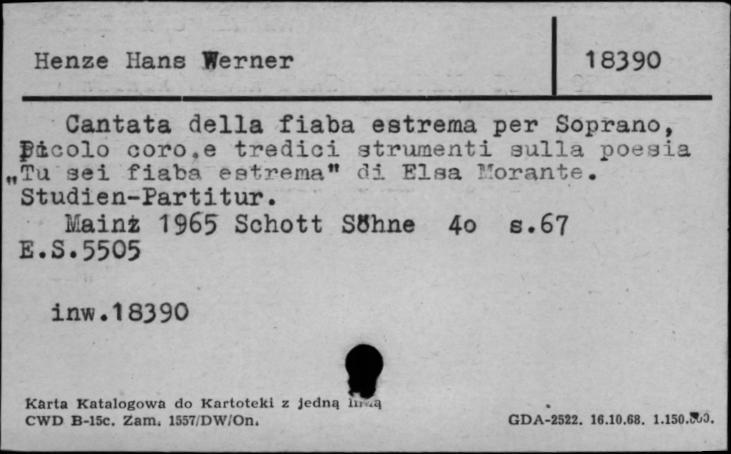 Henze Hans Werner
18390
Cantata della fiaba estrema per Soprano,
picolo coro,e tredici strumenti sulla poesia
„Tu sei fiaba estrema" di Elsa Morante.
Studien-Partitur.
Mainz 1965 Schott Söhne 4o s.67
E.S.5505
inw.18390
Karta Katalogowa do Kartoteki z jedną linią
CWD B-15c. Zam. 1557/DW/On.
GDA-2522. 16.10.68.